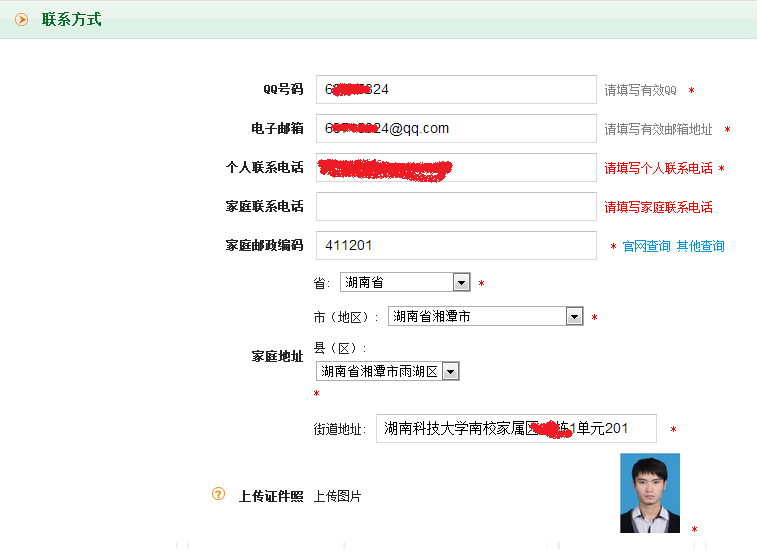 联系方式
QQ号码 6 324 请填写有效QQ *
电子邮箱 24@qq.com 请填写有效邮箱地址 *
个人联系电话 请填写个人联系电话 *
家庭联系电话 请填写家庭联系电话
家庭邮政编码 411201 * 官网查询 其他查询
省: 湖南省 *
市（地区）: 湖南省湘潭市 *
县（区）:
家庭地址
湖南省湘潭市雨湖区
*
街道地址: 湖南科技大学南校家属区 栋1单元201 *
? 上传证件照 上传图片
*